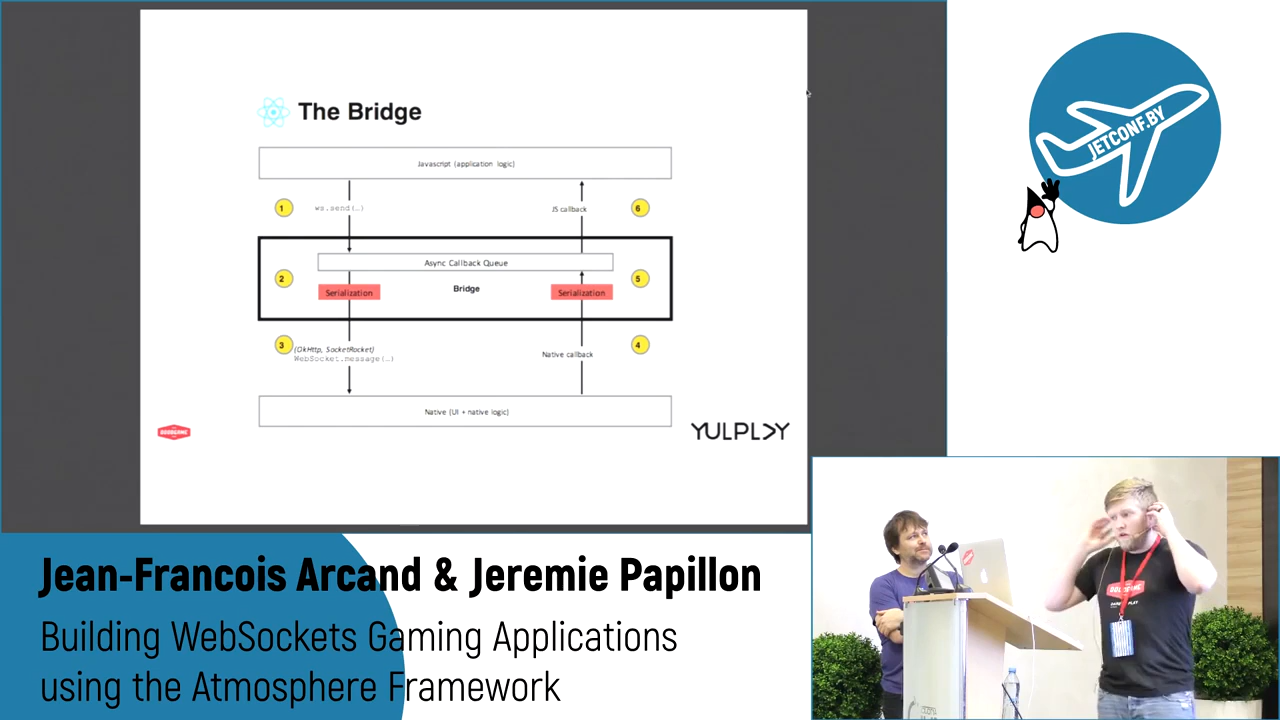 The Bridge
Javascript (application logic)
1
ws.send(…)
JS callback
6
Async Callback Queue
2
5
Serialization
Bridge
Serialization
3
(OkHttp, SocketRocket)
WebSocket.message(…)
Native callback
4
Native (UI + native logic)
YULPLAY
JETCONF.BY
Jean-Francois Arcand & Jeremie Papillon
Building WebSockets Gaming Applications
using the Atmosphere Framework